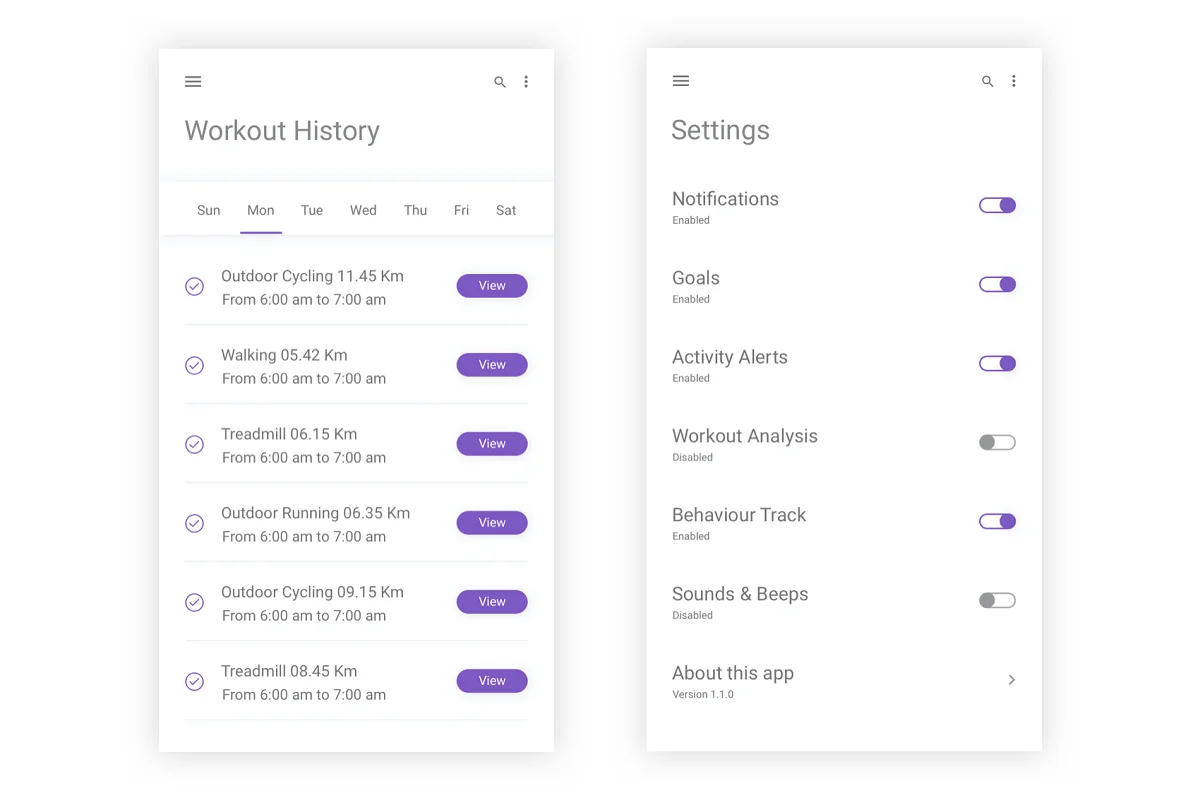 Workout History
Sun Mon Tue Wed Thu Fri Sat
Outdoor Cycling 11.45 Km
From 6:00 am to 7:00 am
View
Walking 05.42 Km
From 6:00 am to 7:00 am
View
Treadmill 06.15 Km
From 6:00 am to 7:00 am
View
Outdoor Running 06.35 Km
From 6:00 am to 7:00 am
View
Outdoor Cycling 09.15 Km
From 6:00 am to 7:00 am
View
Treadmill 08.45 Km
From 6:00 am to 7:00 am
View
Settings
Notifications
Enabled
Goals
Enabled
Activity Alerts
Enabled
Workout Analysis
Disabled
Behaviour Track
Enabled
Sounds & Beeps
Disabled
About this app
Version 1.1.0